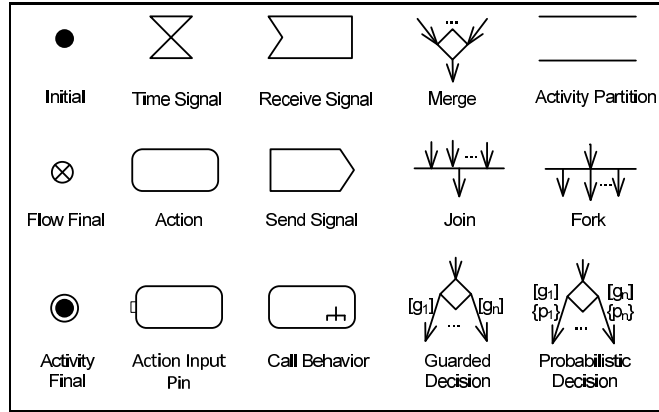 ...
Initial Time Signal Receive Signal Merge Activity Partition
... ...
Flow Final Action Send Signal Join Fork
[g1] [gn] [g1] [gn]
{p1} {pn}
... ...
Activity Action Input Call Behavior Guarded Probabilistic
Final Pin Decision Decision